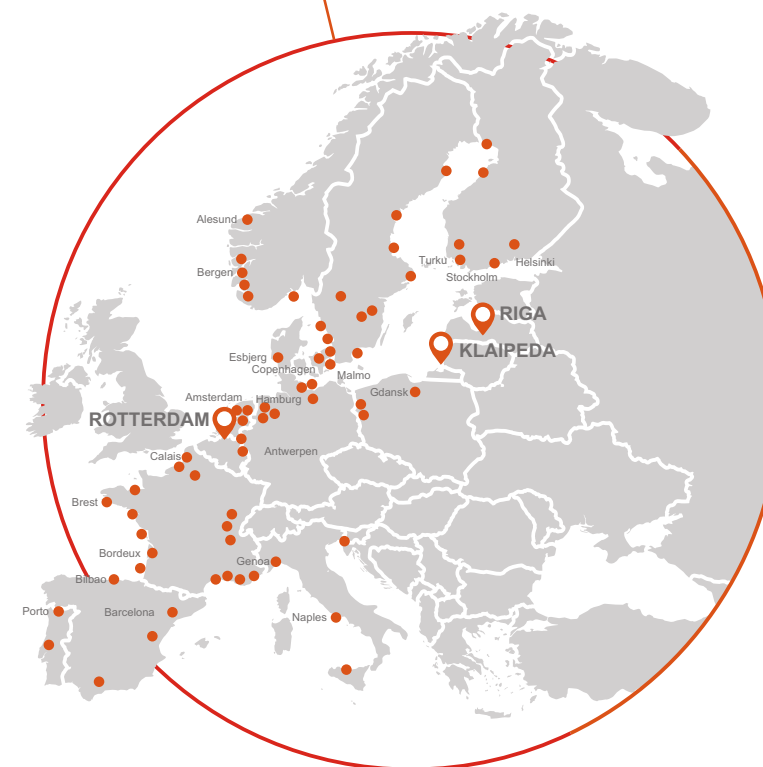 Alesund
Bergen
Turku
Helsinki
Stockholm
RIGA
KLAIPEDA
Esbjerg
Copenhagen
Malmo
Amsterdam
Hamburg
Gdansk
ROTTERDAM
Antwerpen
Calais
Brest
Bordeux
Genoa
Bilbao
Porto
Barcelona
Naples